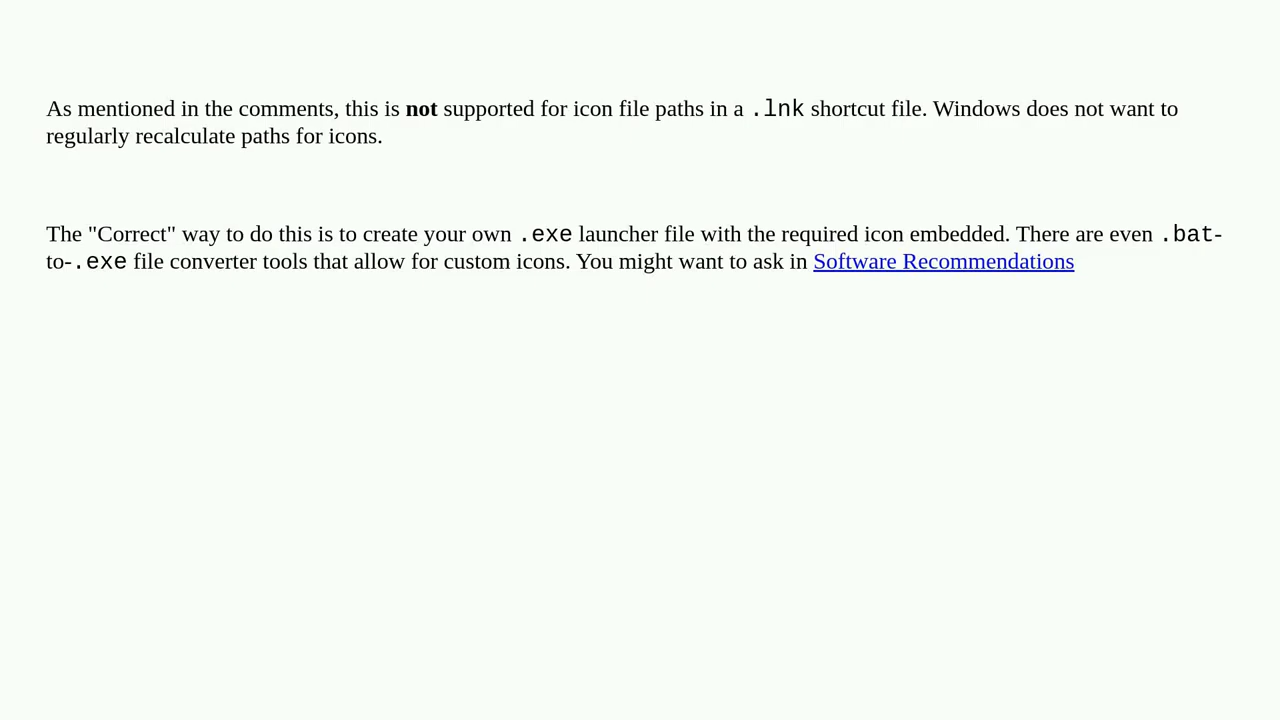 As mentioned in the comments, this is not supported for icon file paths in a .lnk shortcut file. Windows does not want to
regularly recalculate paths for icons.
The "Correct" way to do this is to create your own .exe launcher file with the required icon embedded. There are even .bat-
to-.exe file converter tools that allow for custom icons. You might want to ask in Software Recommendations